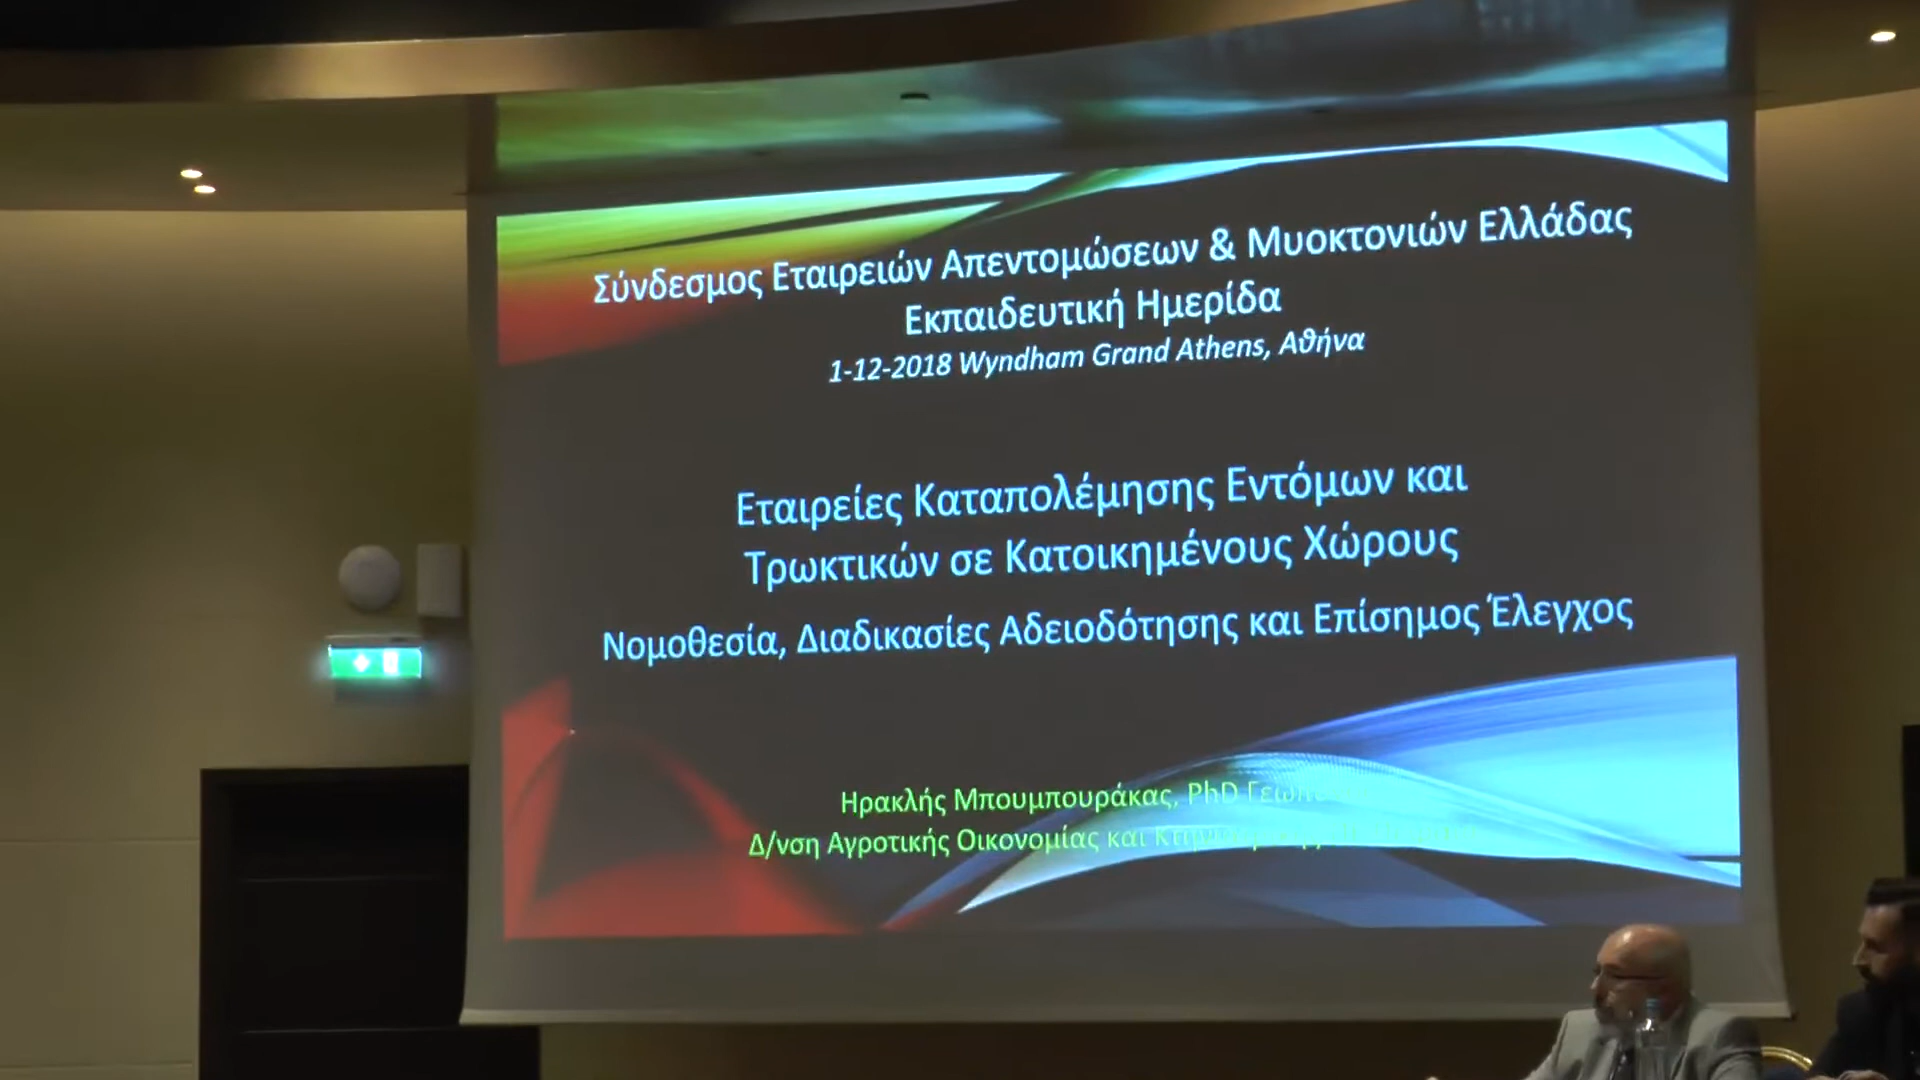 Σύνδεσμος Εταιρειών Απεντομώσεων & Μυοκτονιών Ελλάδας
Εκπαιδευτική Ημερίδα
1-12-2018 Wyndham Grand Athens, Αθήνα
Εταιρείες Καταπολέμησης Εντόμων και
Τρωκτικών σε Κατοικημένους Χώρους
Νομοθεσία, Διαδικασίες Αδειοδότησης και Επίσημος Έλεγχος
Ηρακλής Μπουμπουράκας, PhD
Δ/νση Αγροτικής Οικονομίας και